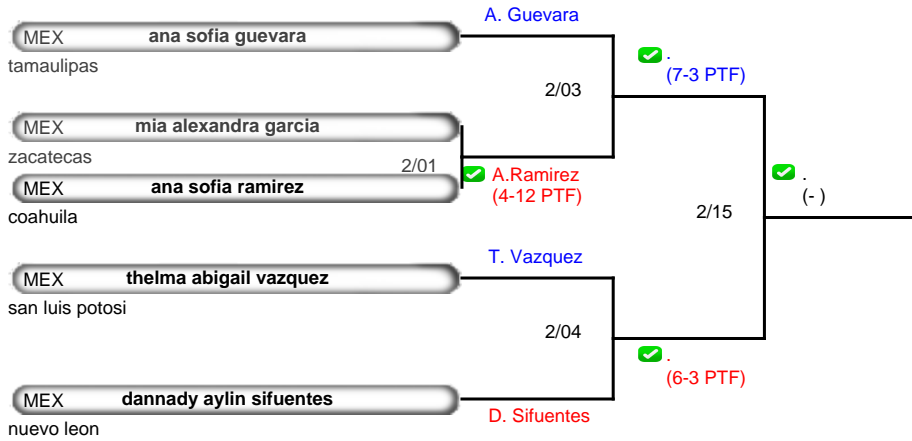 A. Guevara
MEX ana sofia guevara
tamaulipas
.
(7-3 PTF)
2/03
MEX mia alexandra garcia
zacatecas
2/01
A.Ramirez
(4-12 PTF)
MEX ana sofia ramirez
coahuila
.
(- )
2/15
T. Vazquez
MEX thelma abigail vazquez
san luis potosi
2/04
.
(6-3 PTF)
MEX dannady aylin sifuentes
D. Sifuentes
nuevo leon